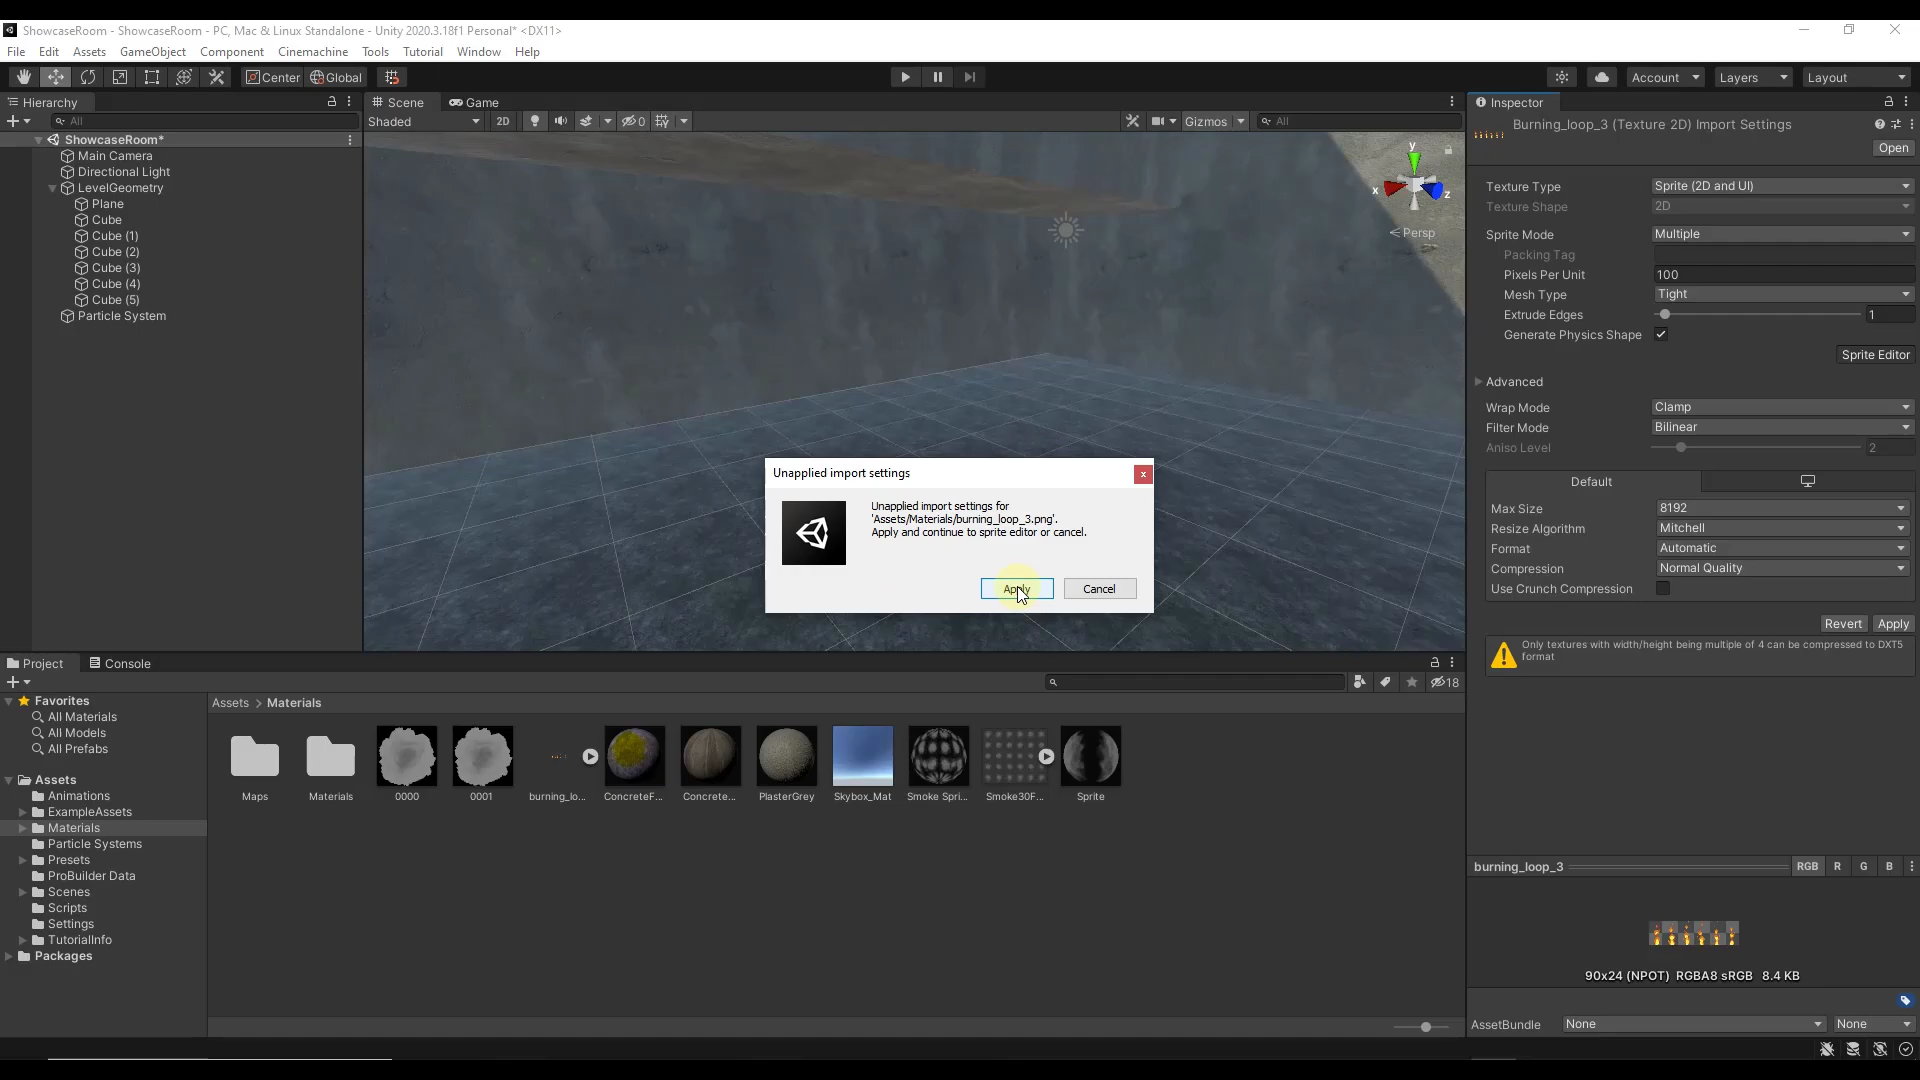 ShowcaseRoom - ShowcaseRoom - PC, Mac & Linux Standalone - Unity 2020.3.18f1 Personal* <DX11>
File Edit Assets GameObject Component Cinemachine Tools Tutorial Window Help
Center Global Account Layers Layout
Hierarchy
All
ShowcaseRoom*
Main Camera
Directional Light
LevelGeometry
Plane
Cube
Cube (1)
Cube (2)
Cube (3)
Cube (4)
Cube (5)
Particle System
Scene Game
Shaded 2D 0 Gizmos All
y
x z
Persp
Unapplied import settings
x
Unapplied import settings for
'Assets/Materials/burning_loop_3.png'.
Apply and continue to sprite editor or cancel.
Apply Cancel
Inspector
Burning_loop_3 (Texture 2D) Import Settings
Open
Texture Type Sprite (2D and UI)
Texture Shape 2D
Sprite Mode Multiple
Packing Tag
Pixels Per Unit 100
Mesh Type Tight
Extrude Edges 1
Generate Physics Shape
Sprite Editor
Advanced
Wrap Mode Clamp
Filter Mode Bilinear
Aniso Level 2
Default
Max Size 8192
Resize Algorithm Mitchell
Format Automatic
Compression Normal Quality
Use Crunch Compression
Revert Apply
Only textures with width/height being multiple of 4 can be compressed to DXT5
format
burning_loop_3 RGB R G B
90x24 (NPOT) RGBA8 sRGB 8.4 KB
AssetBundle None None
Project Console
18
Favorites
All Materials
All Models
All Prefabs
Assets
Animations
ExampleAssets
Materials
Particle Systems
Presets
ProBuilder Data
Scenes
Scripts
Settings
TutorialInfo
Packages
Assets > Materials
Maps Materials 0000 0001 burning_lo... ConcreteF... Concrete... PlasterGrey Skybox_Mat Smoke Spri... Smoke30F... Sprite